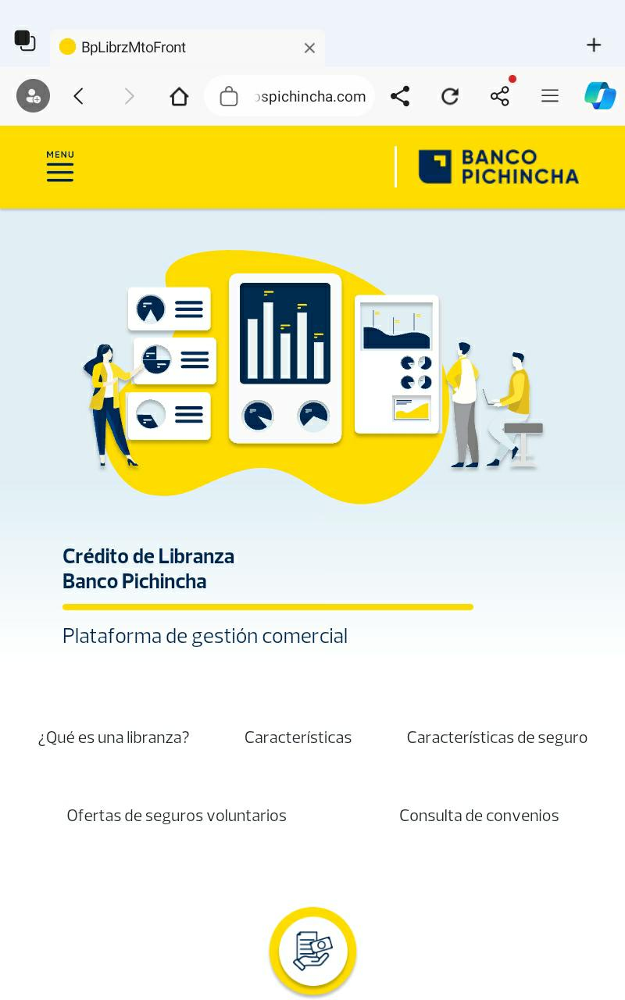 BpLibrzMtoFront
spichincha.com
MENU
BANCO
PICHINCHA
Crédito de Libranza
Banco Pichincha
Plataforma de gestión comercial
¿Qué es una libranza?
Características
Características de seguro
Ofertas de seguros voluntarios
Consulta de convenios